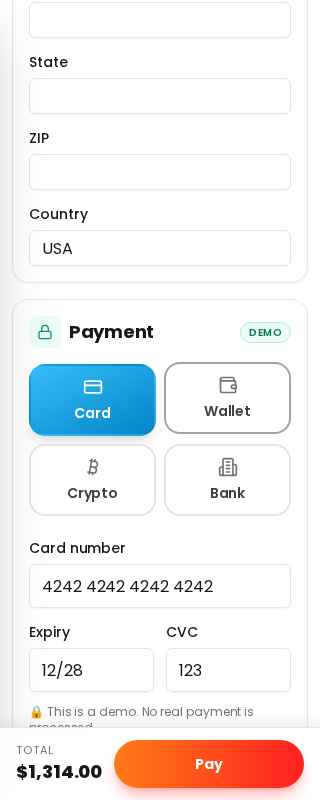 State
ZIP
Country
USA
Payment
DEMO
Card
Wallet
Crypto
Bank
Card number
4242 4242 4242 4242
Expiry
CVC
12/28
123
🔒 This is a demo. No real payment is
processed
TOTAL
$1,314.00
Pay